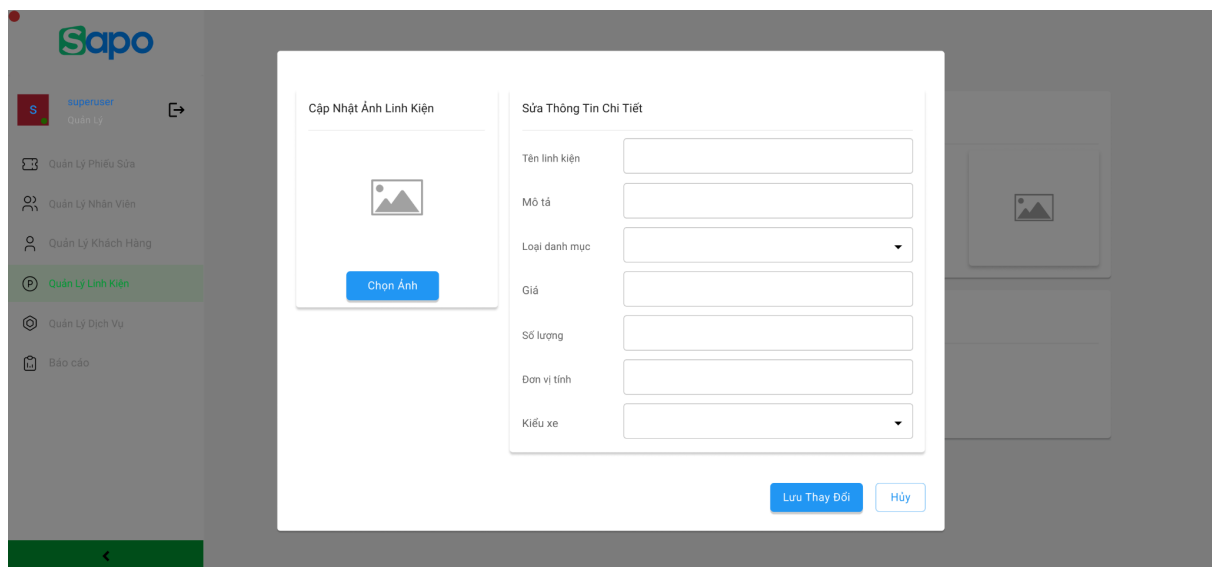 Sapo
S
superuser
Quản Lý
Quản Lý Phiếu Sửa
Quản Lý Nhân Viên
Quản Lý Khách Hàng
P
Quản Lý Linh Kiện
Quản Lý Dịch Vụ
Báo cáo
Cập Nhật Ảnh Linh Kiện
Chọn Ảnh
Sửa Thông Tin Chi Tiết
Tên linh kiện
Mô tả
Loại danh mục
Giá
Số lượng
Đơn vị tính
Kiểu xe
Lưu Thay Đổi
Hủy